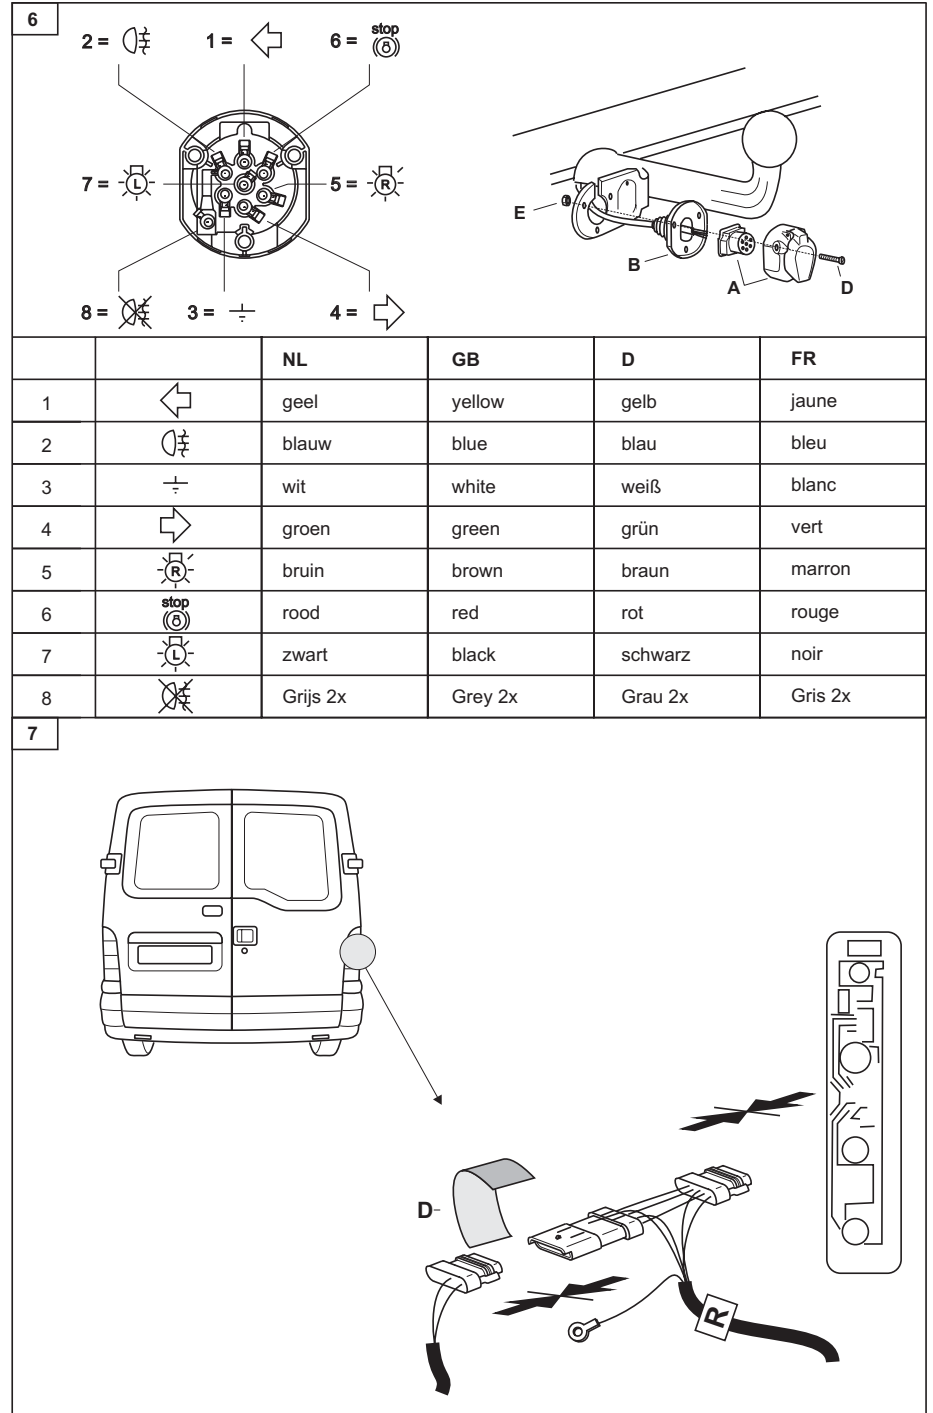 6
2 = 1 = 6 = stop
7 = L 5 = R
8 = 3 = 4 =
E
B
A
D
NL GB D FR
1 geel yellow gelb jaune
2 blauw blue blau bleu
3 wit white weiß blanc
4 groen green grün vert
5 R bruin brown braun marron
6 stop rood red rot rouge
7 L zwart black schwarz noir
8 Grijs 2x Grey 2x Grau 2x Gris 2x
7
D
R